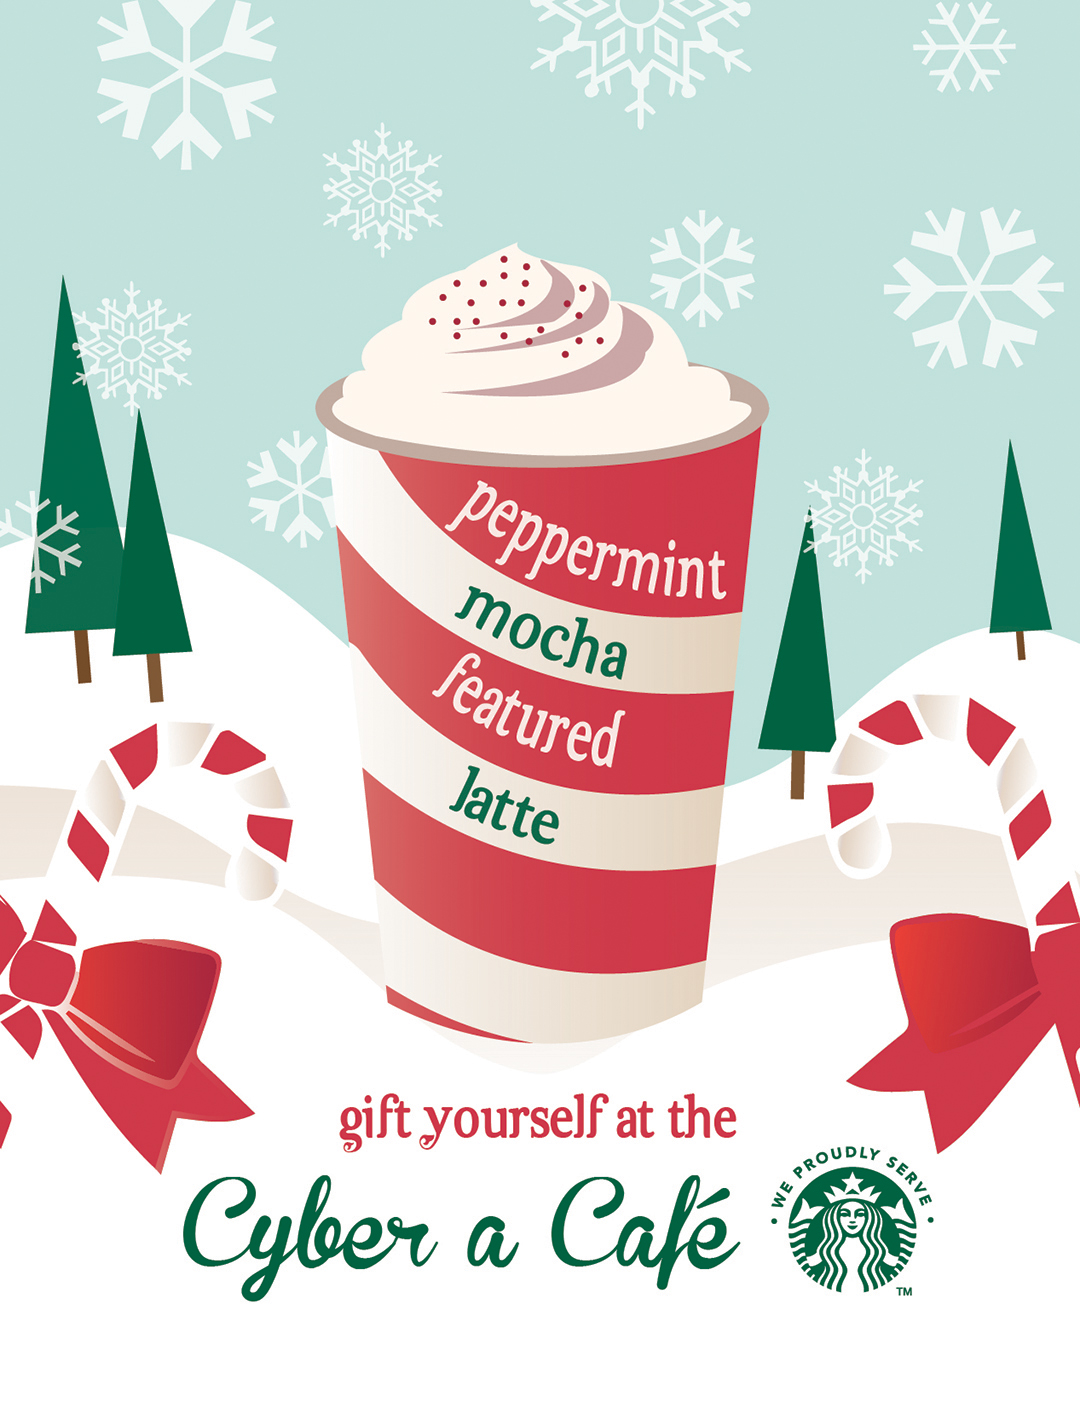 peppermint
mocha
featured
latte
gift yourself at the
Cyber a Café
• WE PROUDLY SERVE •
TM